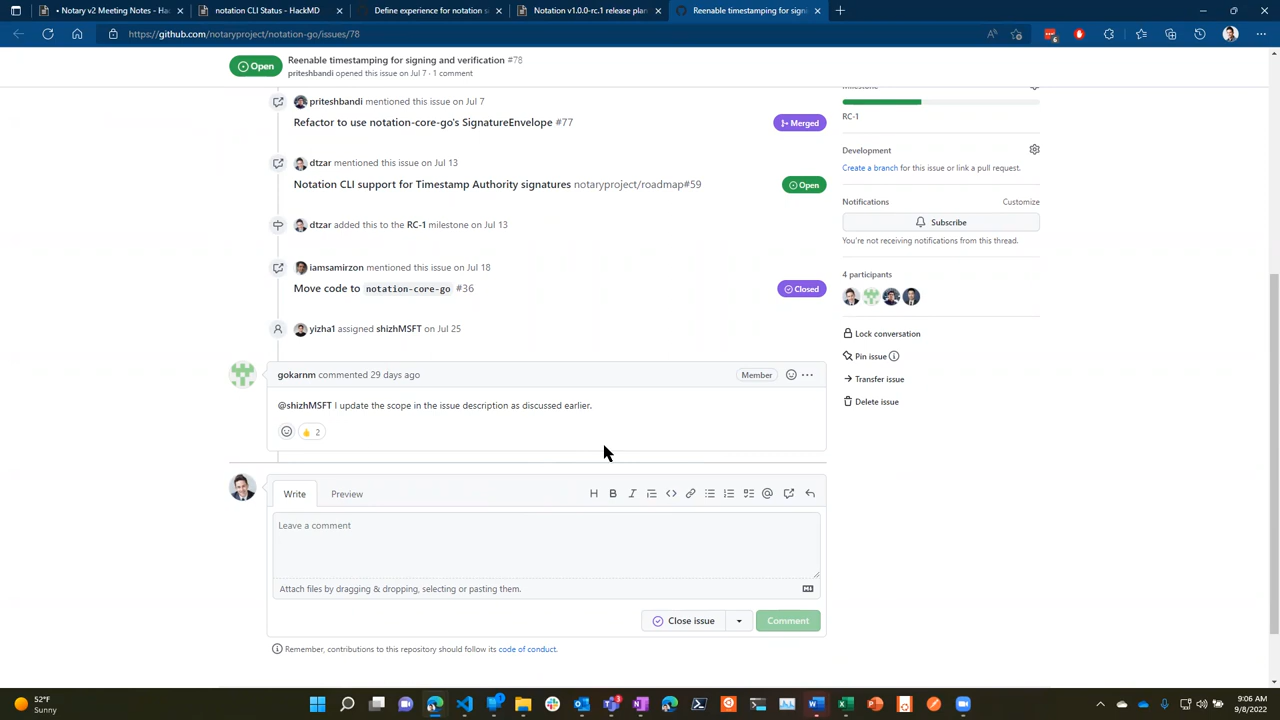 • Notary v2 Meeting Notes - Hac
notation CLI Status - HackMD
Define experience for notation s
Notation v1.0.0-rc.1 release plan
Reenable timestamping for signi
https://github.com/notaryproject/notation-go/issues/78
6
Open
Reenable timestamping for signing and verification #78
priteshbandi opened this issue on Jul 7 · 1 comment
priteshbandi mentioned this issue on Jul 7
Refactor to use notation-core-go's SignatureEnvelope #77
Merged
dtzar mentioned this issue on Jul 13
Notation CLI support for Timestamp Authority signatures notaryproject/roadmap#59
Open
dtzar added this to the RC-1 milestone on Jul 13
iamsamirzon mentioned this issue on Jul 18
Move code to notation-core-go #36
Closed
yizha1 assigned shizhMSFT on Jul 25
gokarnm commented 29 days ago
Member
@shizhMSFT I update the scope in the issue description as discussed earlier.
👍 2
Write
Preview
Leave a comment
Attach files by dragging & dropping, selecting or pasting them.
Close issue
Comment
Remember, contributions to this repository should follow its code of conduct.
Milestone
RC-1
Development
Create a branch for this issue or link a pull request.
Notifications
Customize
Subscribe
You're not receiving notifications from this thread.
4 participants
Lock conversation
Pin issue
Transfer issue
Delete issue
52°F
Sunny
9:06 AM
9/8/2022